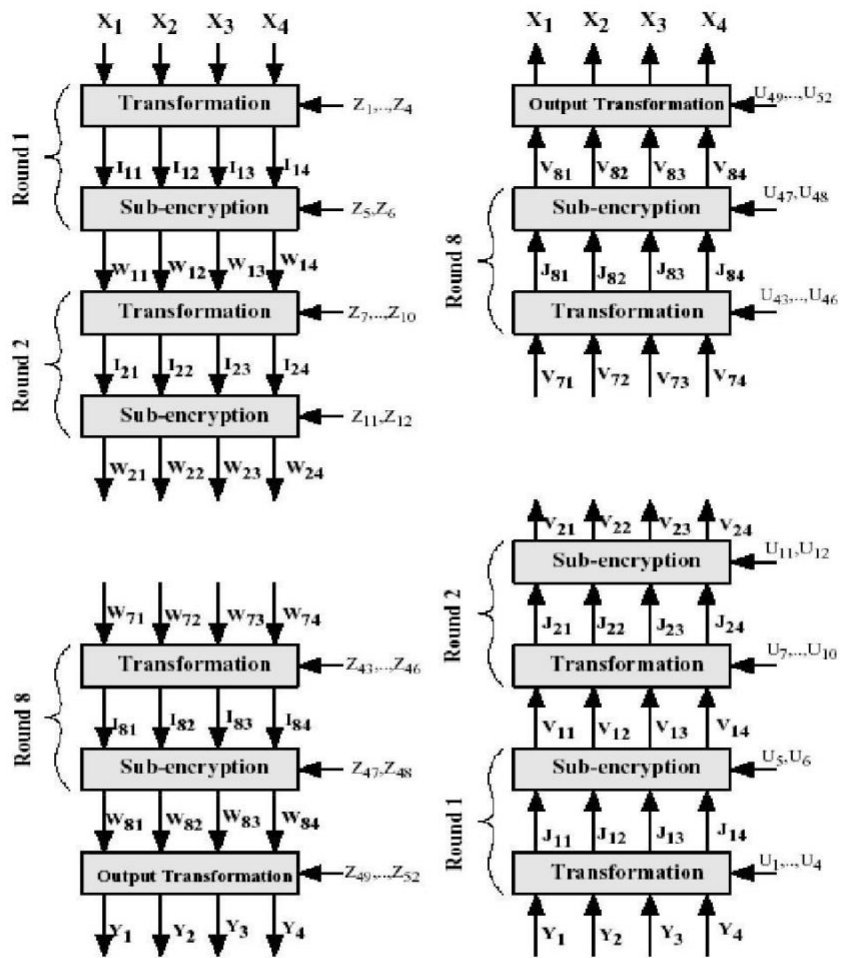 X1 X2 X3 X4
Transformation
Z1,..,Z4
Round 1
I11 I12 I13 I14
Sub-encryption
Z5,Z6
W11 W12 W13 W14
Transformation
Z7,..,Z10
Round 2
I21 I22 I23 I24
Sub-encryption
Z11,Z12
W21 W22 W23 W24
W71 W72 W73 W74
Transformation
Z43,..,Z46
Round 8
I81 I82 I83 I84
Sub-encryption
Z47,Z48
W81 W82 W83 W84
Output Transformation
Z49,..,Z52
Y1 Y2 Y3 Y4
X1 X2 X3 X4
Output Transformation
U49,..,U52
V81 V82 V83 V84
Sub-encryption
U47,U48
Round 8
J81 J82 J83 J84
Transformation
U43,..,U46
V71 V72 V73 V74
V21 V22 V23 V24
Sub-encryption
U11,U12
Round 2
J21 J22 J23 J24
Transformation
U7,..,U10
V11 V12 V13 V14
Sub-encryption
U5,U6
Round 1
J11 J12 J13 J14
Transformation
U1,..,U4
Y1 Y2 Y3 Y4